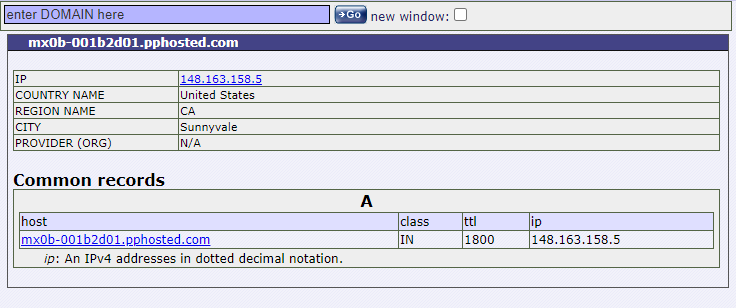 enter DOMAIN here Go new window:
mx0b-001b2d01.pphosted.com
IP 148.163.158.5
COUNTRY NAME United States
REGION NAME CA
CITY Sunnyvale
PROVIDER (ORG) N/A
Common records
A
host class ttl ip
mx0b-001b2d01.pphosted.com IN 1800 148.163.158.5
ip: An IPv4 addresses in dotted decimal notation.